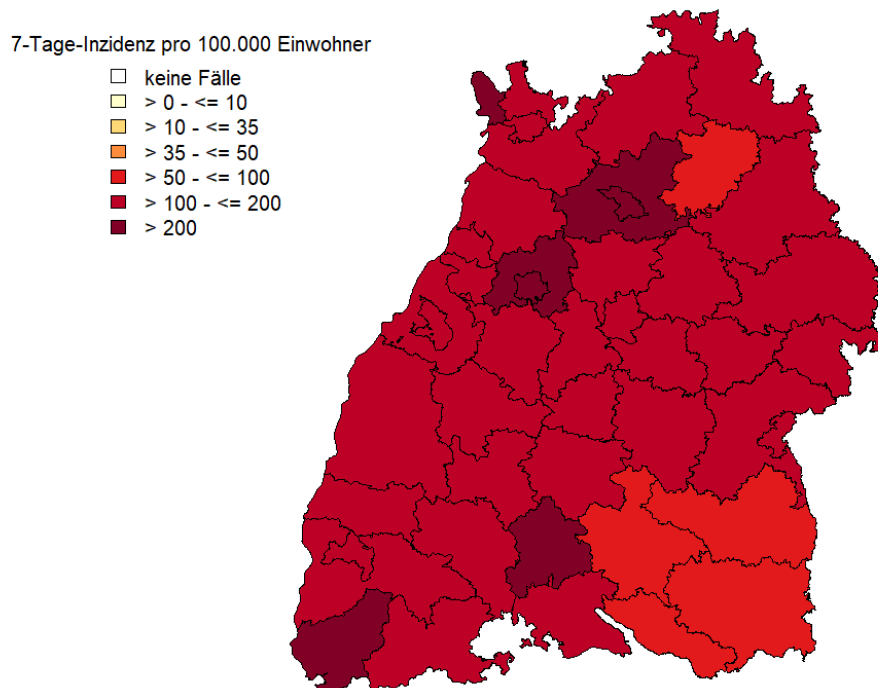 7-Tage-Inzidenz pro 100.000 Einwohner
keine Fälle
> 0 - <= 10
> 10 - <= 35
> 35 - <= 50
> 50 - <= 100
> 100 - <= 200
> 200